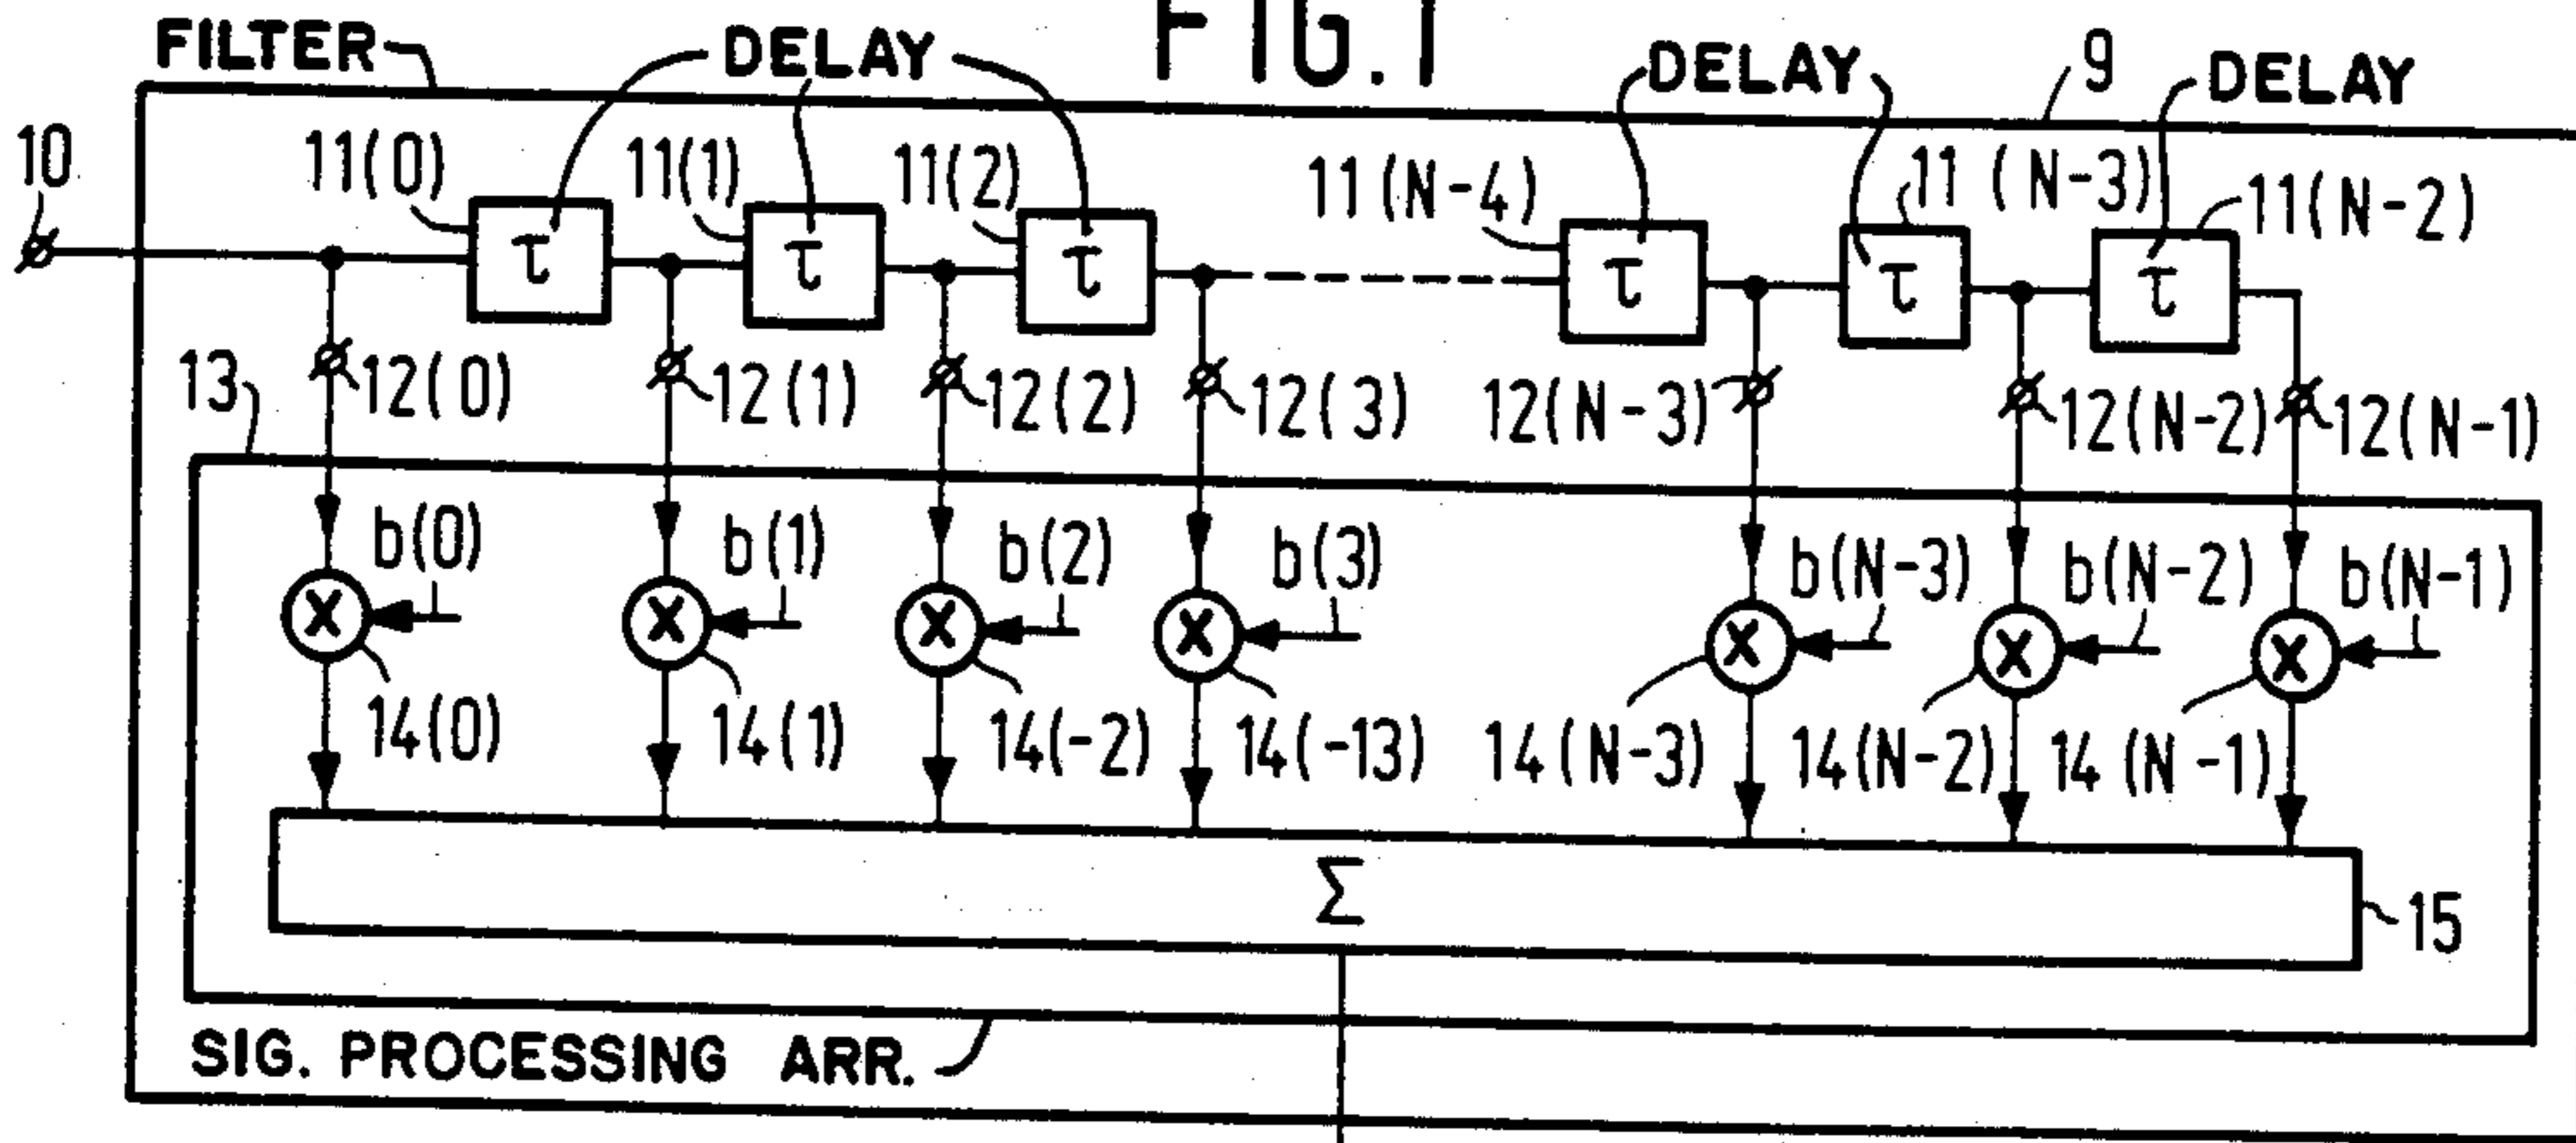 FIG.1
FILTER DELAY DELAY 9 DELAY
10 11(0) 11(1) 11(2) 11(N-4) 11(N-3) 11(N-2)
τ τ τ τ τ τ
13 12(0) 12(1) 12(2) 12(3) 12(N-3) 12(N-2) 12(N-1)
b(0) b(1) b(2) b(3) b(N-3) b(N-2) b(N-1)
X X X X X X X
14(0) 14(1) 14(-2) 14(-13) 14(N-3) 14(N-2) 14(N-1)
Σ 15
SIG. PROCESSING ARR.